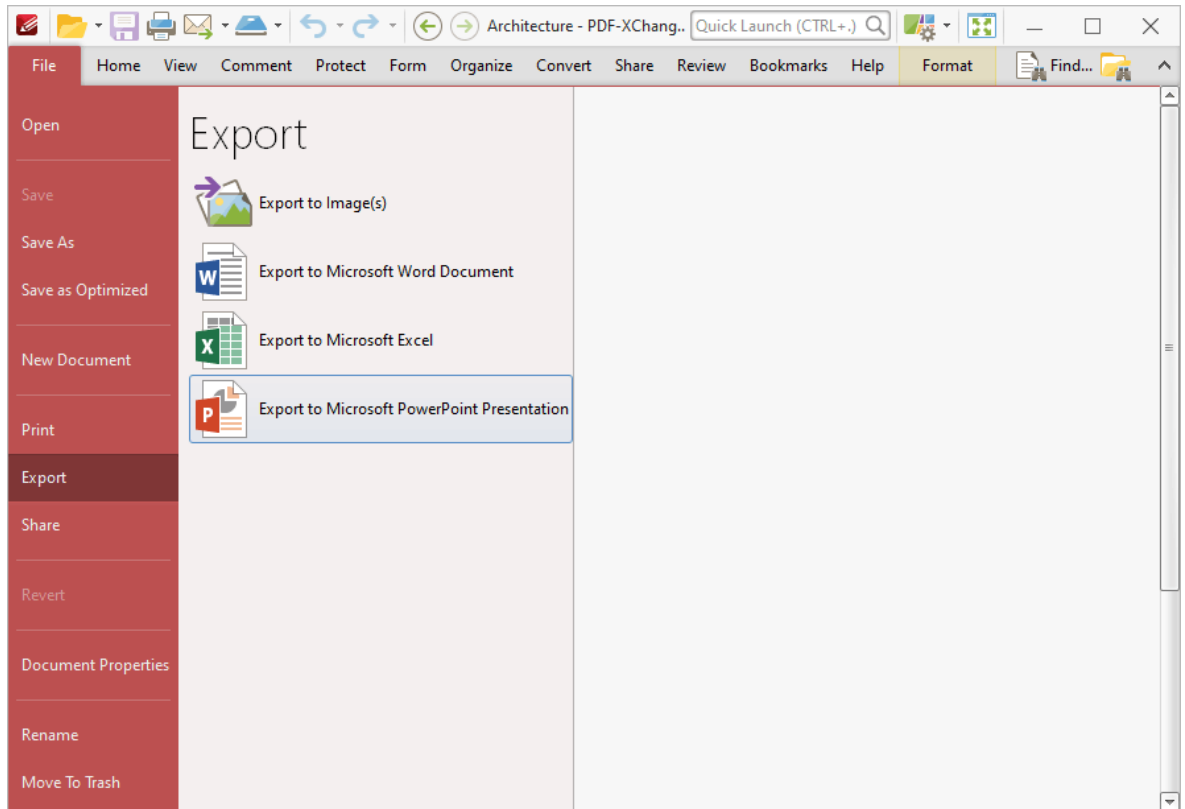 Architecture - PDF-XChang..
Quick Launch (CTRL+.)
File Home View Comment Protect Form Organize Convert Share Review Bookmarks Help Format Find...
Open
Save
Save As
Save as Optimized
New Document
Print
Export
Share
Revert
Document Properties
Rename
Move To Trash
Export
Export to Image(s)
W
Export to Microsoft Word Document
X
Export to Microsoft Excel
P
Export to Microsoft PowerPoint Presentation